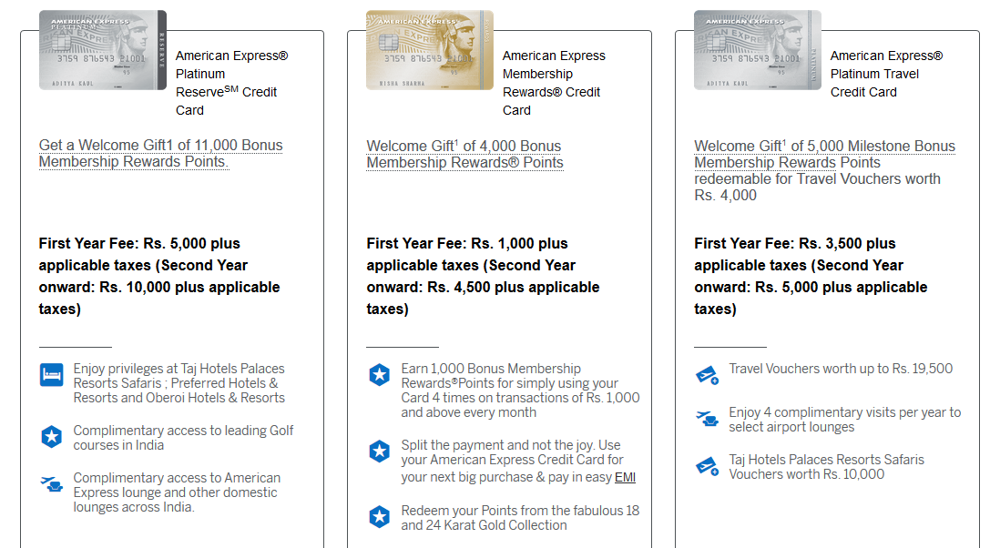 AMERICAN EXPRESS
PLATINUM
RESERVE
3759 876543 21001
95
ADITYA KAUL
American Express®
Platinum
Reserve℠ Credit
Card
Get a Welcome Gift1 of 11,000 Bonus
Membership Rewards Points.
First Year Fee: Rs. 5,000 plus
applicable taxes (Second Year
onward: Rs. 10,000 plus applicable
taxes)
Enjoy privileges at Taj Hotels Palaces
Resorts Safaris ; Preferred Hotels &
Resorts and Oberoi Hotels & Resorts
Complimentary access to leading Golf
courses in India
Complimentary access to American
Express lounge and other domestic
lounges across India.
AMERICAN EXPRESS
3759 876543 21001
95
RISHA SHARMA
American Express
Membership
Rewards® Credit
Card
Welcome Gift¹ of 4,000 Bonus
Membership Rewards® Points
First Year Fee: Rs. 1,000 plus
applicable taxes (Second Year
onward: Rs. 4,500 plus applicable
taxes)
Earn 1,000 Bonus Membership
Rewards®Points for simply using your
Card 4 times on transactions of Rs. 1,000
and above every month
Split the payment and not the joy. Use
your American Express Credit Card for
your next big purchase & pay in easy EMI
Redeem your Points from the fabulous 18
and 24 Karat Gold Collection
AMERICAN EXPRESS
PLATINUM
3759 876543 21001
95
ADITYA KAUL
American Express®
Platinum Travel
Credit Card
Welcome Gift¹ of 5,000 Milestone Bonus
Membership Rewards Points
redeemable for Travel Vouchers worth
Rs. 4,000
First Year Fee: Rs. 3,500 plus
applicable taxes (Second Year
onward: Rs. 5,000 plus applicable
taxes)
Travel Vouchers worth up to Rs. 19,500
Enjoy 4 complimentary visits per year to
select airport lounges
Taj Hotels Palaces Resorts Safaris
Vouchers worth Rs. 10,000